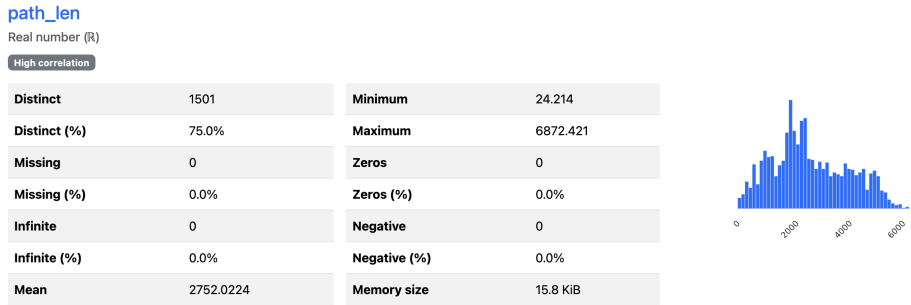 path_len
Real number (ℝ)
High correlation
Distinct 1501
Distinct (%) 75.0%
Missing 0
Missing (%) 0.0%
Infinite 0
Infinite (%) 0.0%
Mean 2752.0224
Minimum 24.214
Maximum 6872.421
Zeros 0
Zeros (%) 0.0%
Negative 0
Negative (%) 0.0%
Memory size 15.8 KiB
0 2000 4000 6000